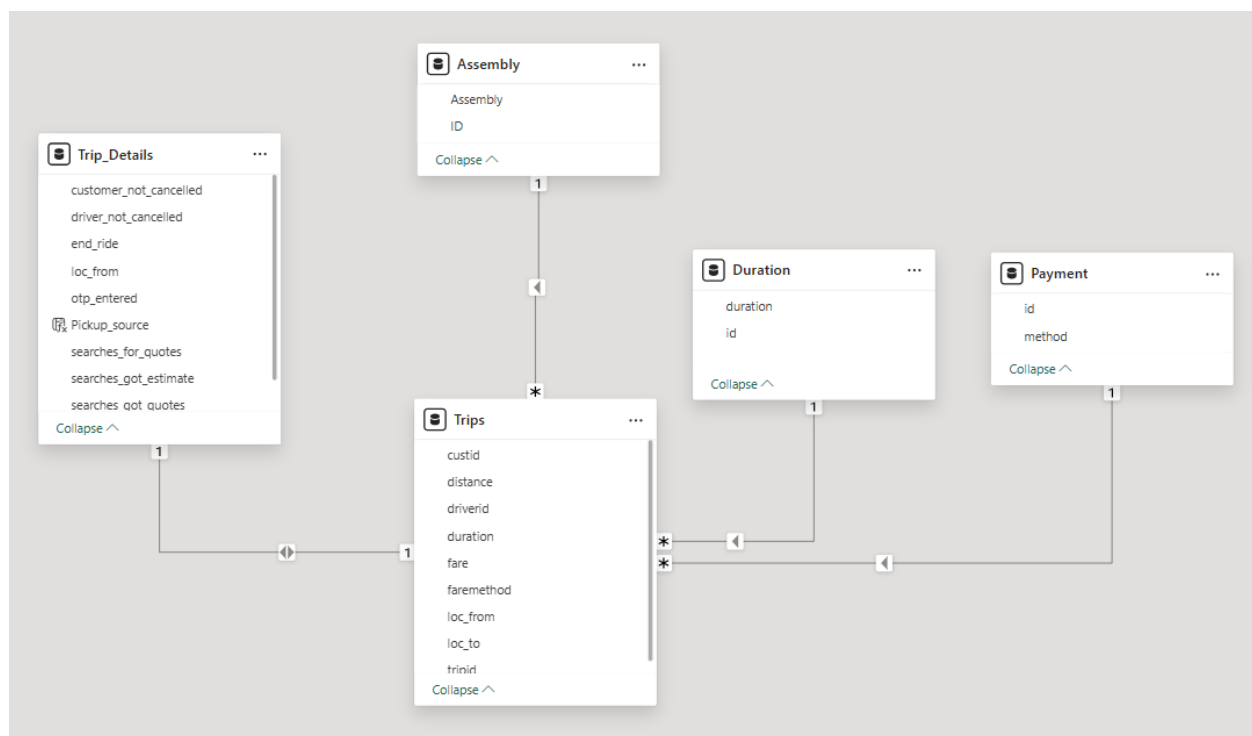 Assembly
Assembly
ID
Collapse
1
Trip_Details
customer_not_cancelled
driver_not_cancelled
end_ride
loc_from
otp_entered
Pickup_source
searches_for_quotes
searches_got_estimate
searches_got_quotes
Collapse
1
Duration
duration
id
Collapse
1
Payment
id
method
Collapse
1
*
Trips
custid
distance
driverid
duration
fare
faremethod
loc_from
loc_to
tripid
Collapse
1
*
*